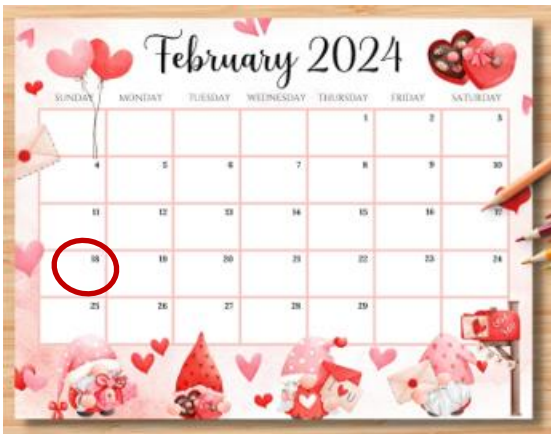 February 2024
SUNDAY MONDAY TUESDAY WEDNESDAY THURSDAY FRIDAY SATURDAY
1 2 3
4 5 6 7 8 9 10
11 12 13 14 15 16 17
18 19 20 21 22 23 24
25 26 27 28 29